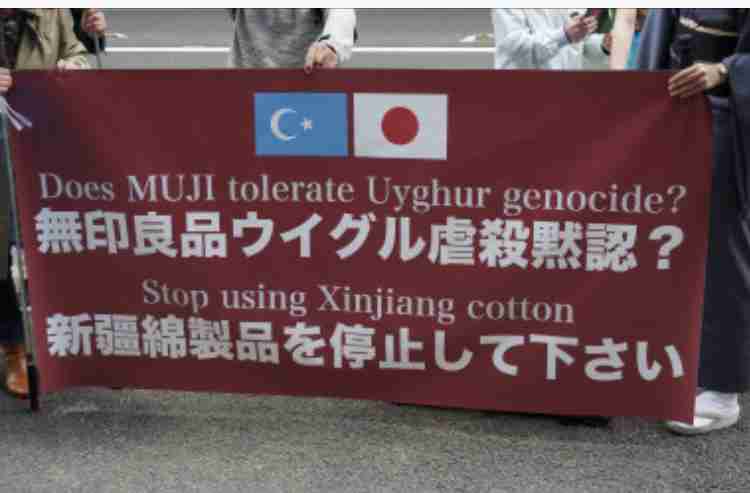 Does MUJI tolerate Uyghur genocide?
無印良品ウイグル虐殺黙認？
Stop using Xinjiang cotton
新疆綿製品を停止して下さい